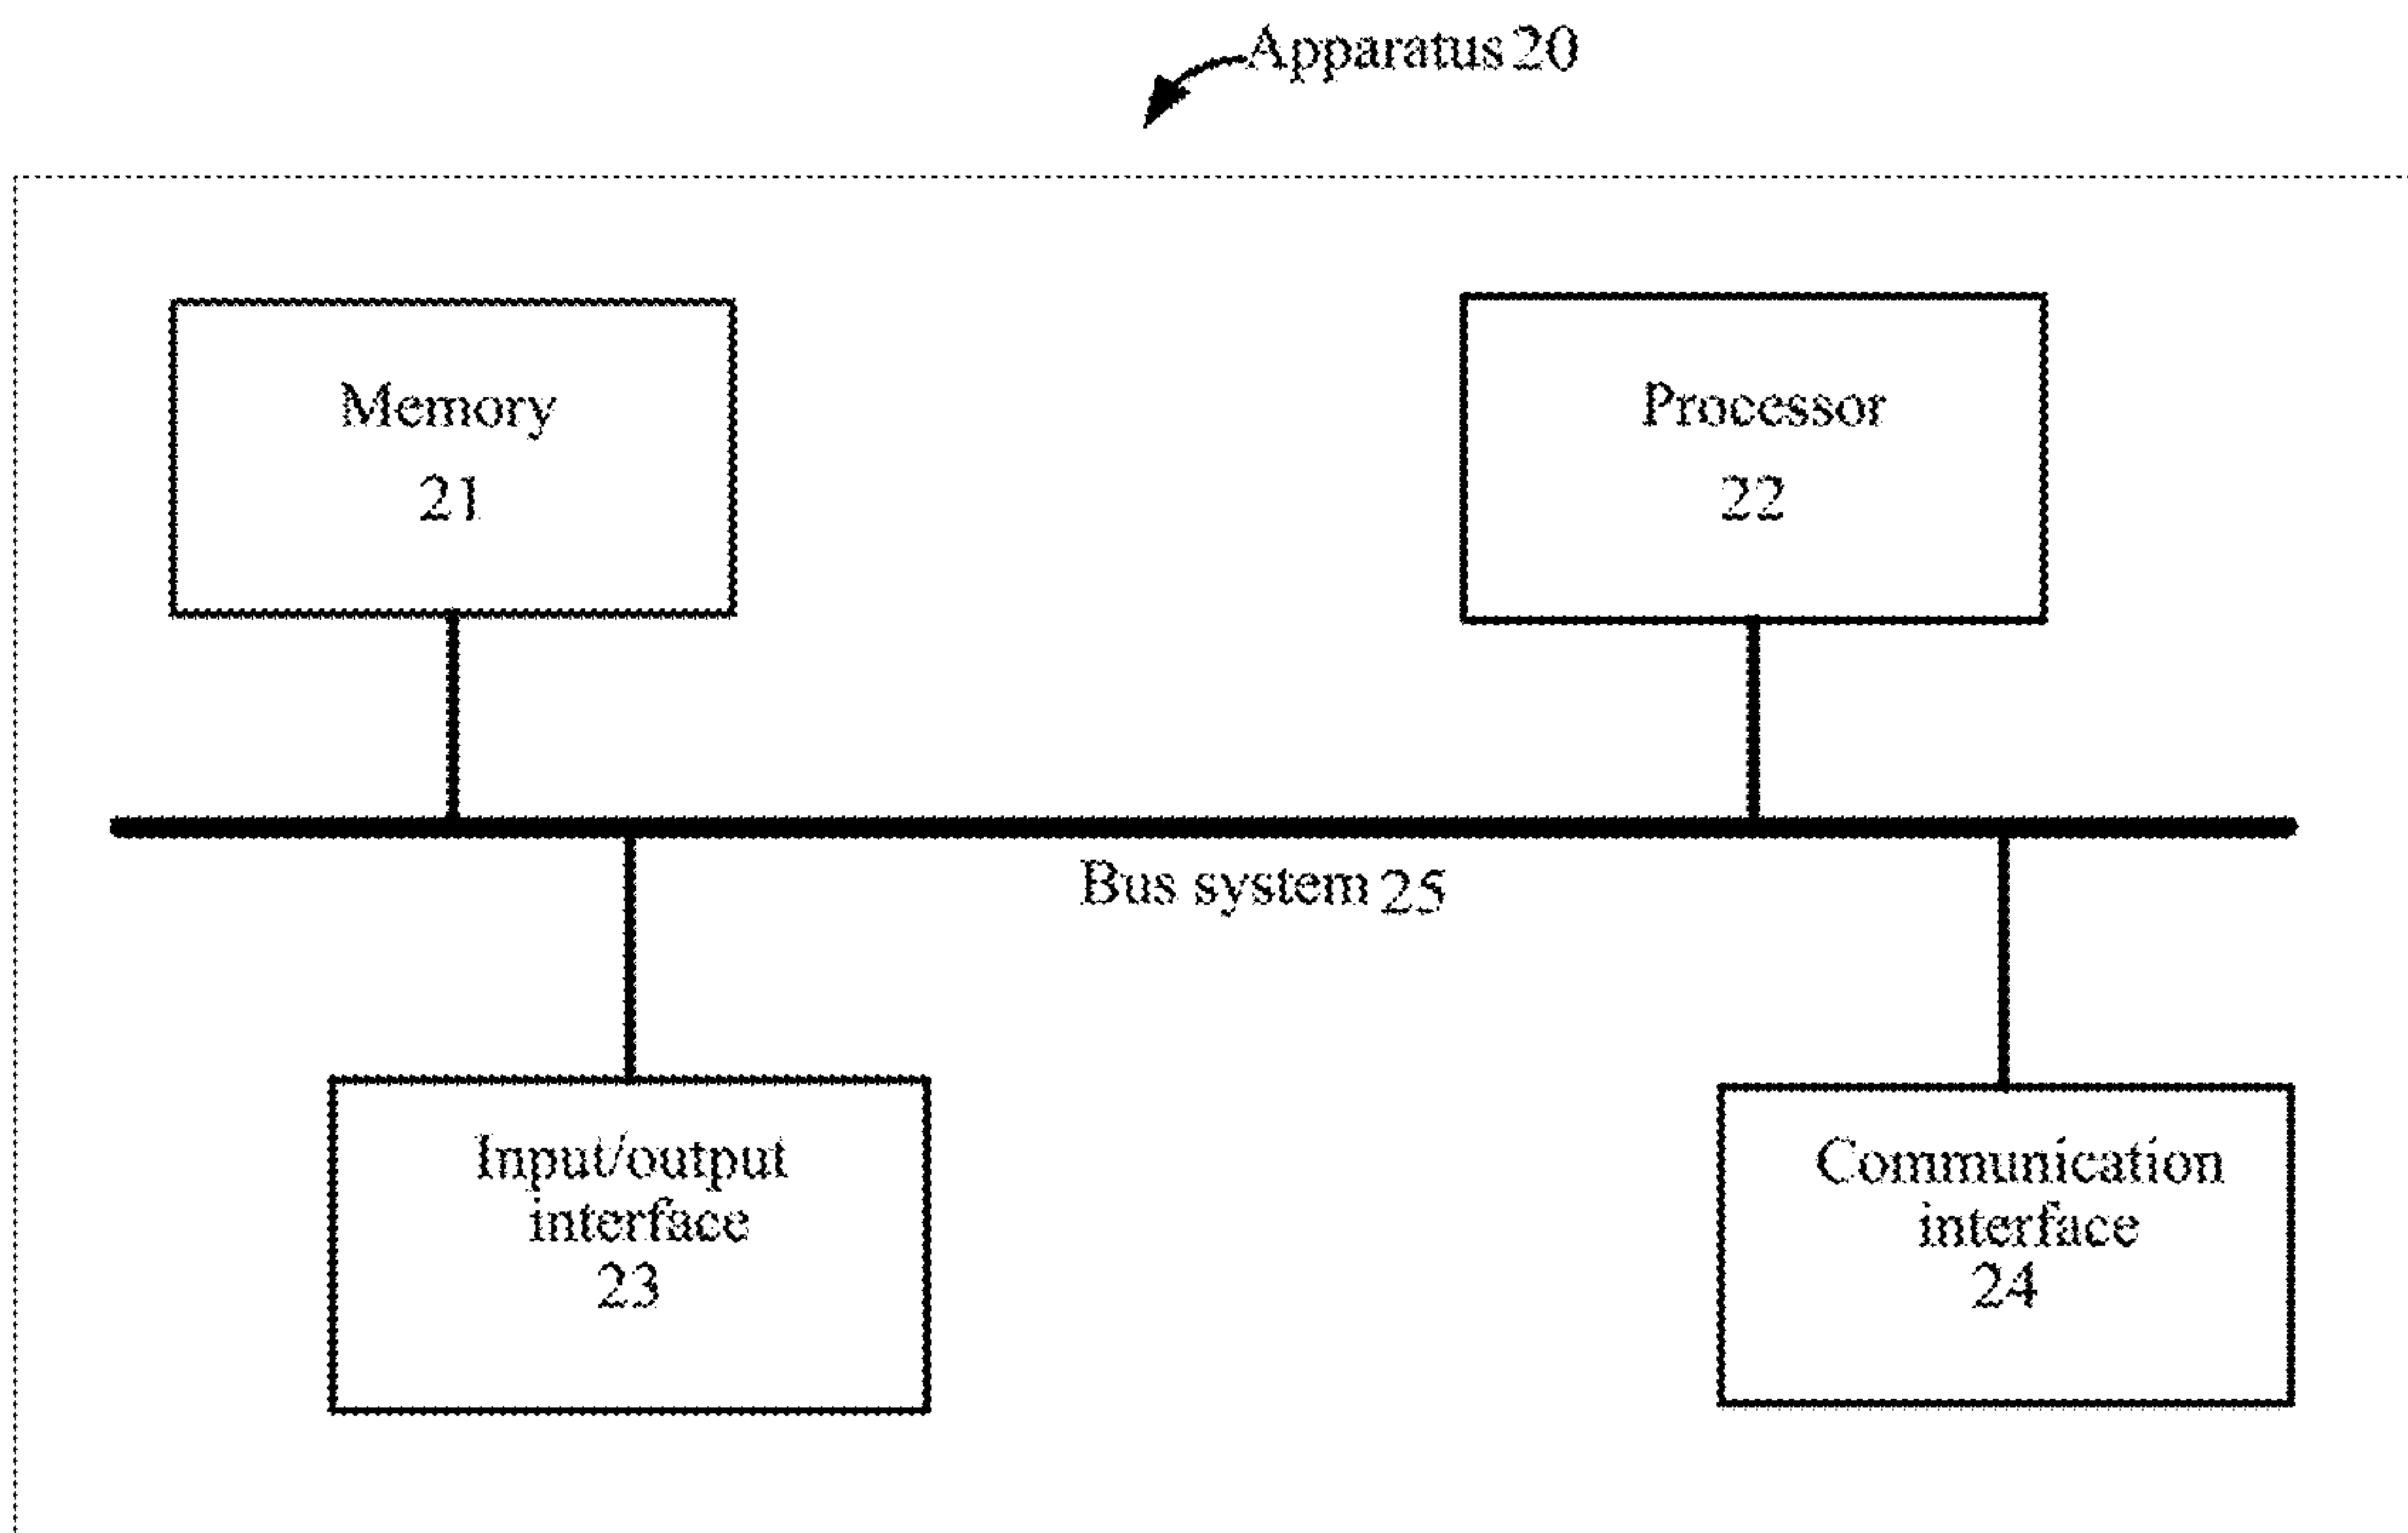 Apparatus 20
Memory
21
Processor
22
Bus system 25
Input/output
interface
23
Communication
interface
24